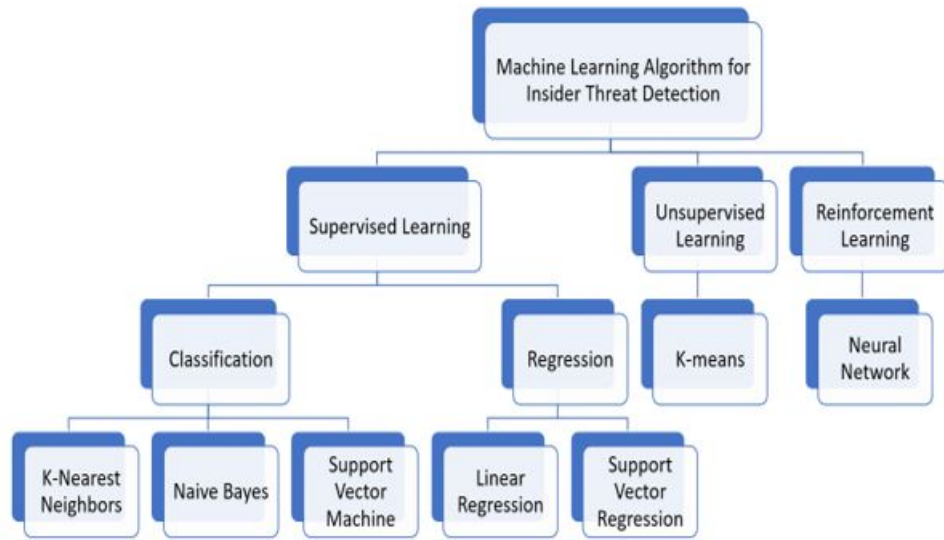 Machine Learning Algorithm for
Insider Threat Detection
Supervised Learning
Unsupervised
Learning
Reinforcement
Learning
Classification
Regression
K-means
Neural
Network
K-Nearest
Neighbors
Naive Bayes
Support
Vector
Machine
Linear
Regression
Support
Vector
Regression